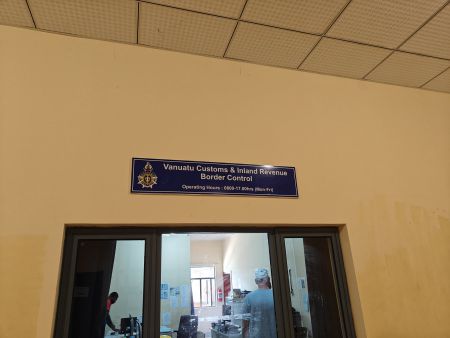 Vanuatu Customs & Inland Revenue
Border Control
Operating Hours : 0800-17.00hrs (Mon-Fri)